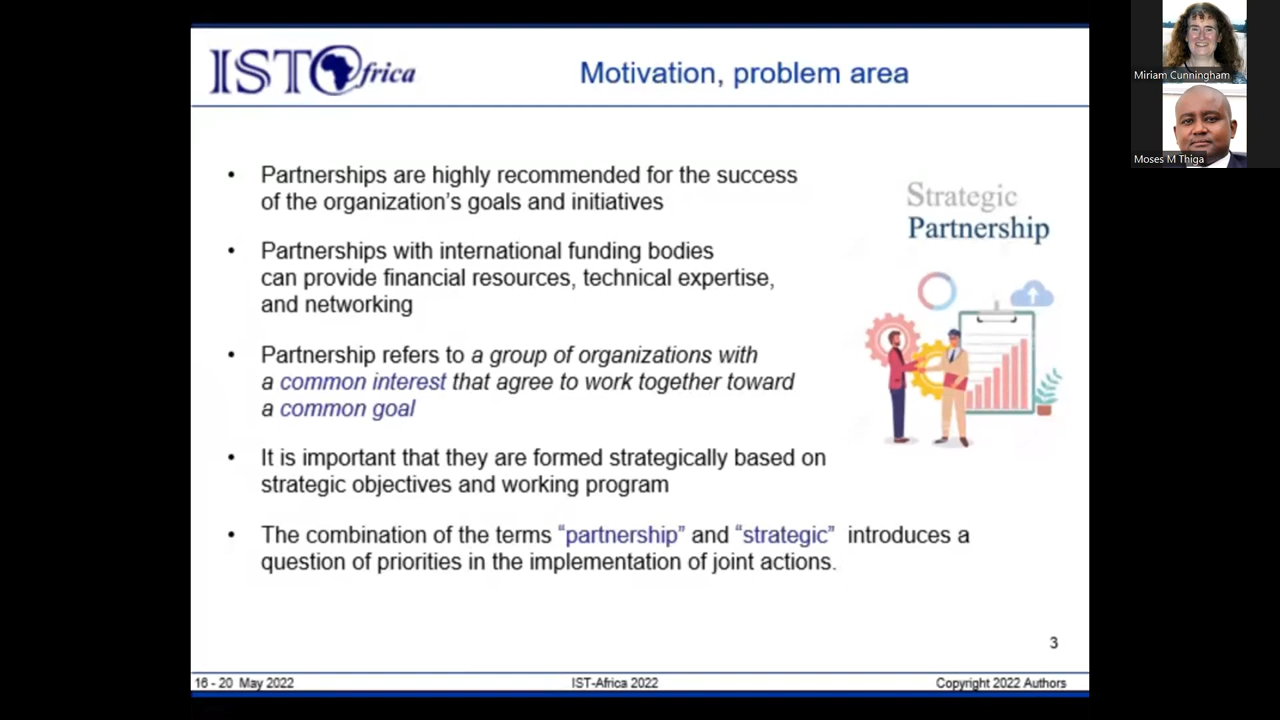 ISTAfrica
Motivation, problem area
Miriam Cunningham
Moses M Thiga
• Partnerships are highly recommended for the success
of the organization's goals and initiatives
• Partnerships with international funding bodies
can provide financial resources, technical expertise,
and networking
• Partnership refers to a group of organizations with
a common interest that agree to work together toward
a common goal
• It is important that they are formed strategically based on
strategic objectives and working program
• The combination of the terms “partnership” and “strategic” introduces a
question of priorities in the implementation of joint actions.
Strategic
Partnership
3
16 - 20 May 2022
IST-Africa 2022
Copyright 2022 Authors